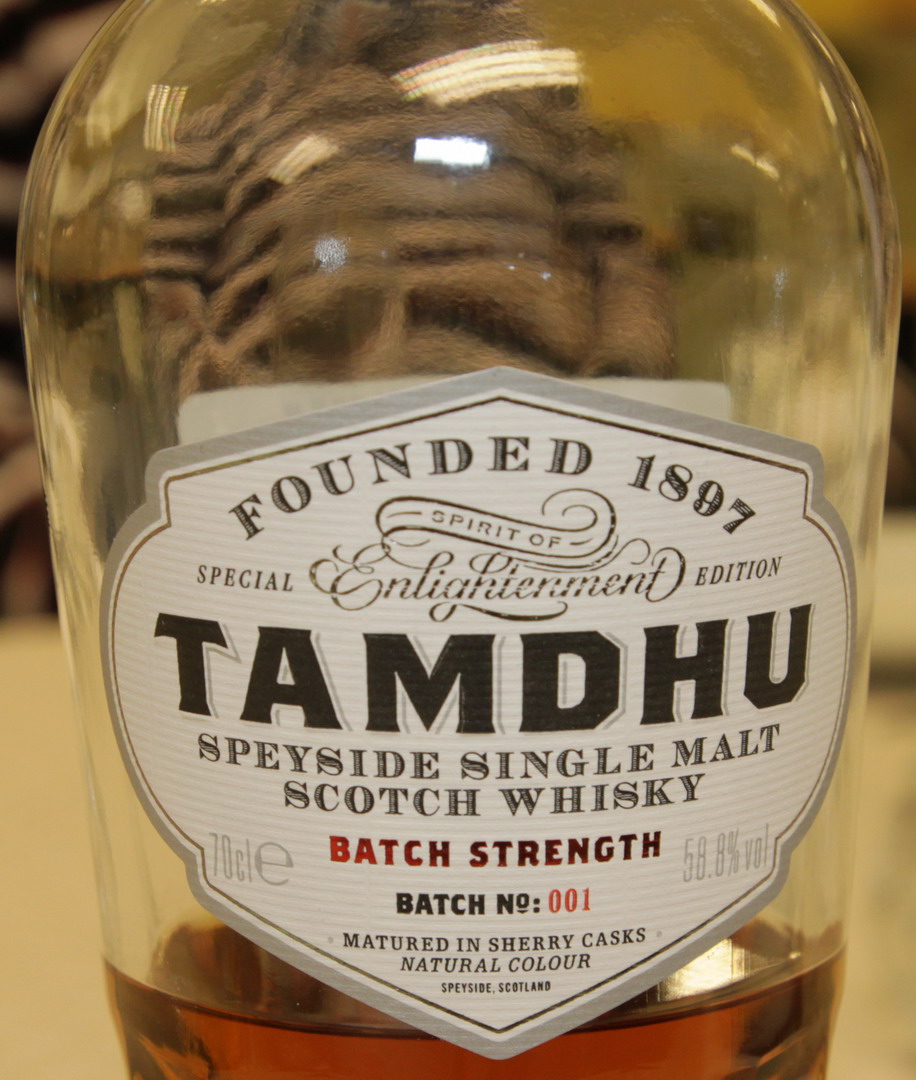 FOUNDED 1897
SPIRIT OF
SPECIAL Enlightenment EDITION
TAMDHU
SPEYSIDE SINGLE MALT
SCOTCH WHISKY
70cl e BATCH STRENGTH 58.8% vol
BATCH Nº: 001
MATURED IN SHERRY CASKS
NATURAL COLOUR
SPEYSIDE, SCOTLAND